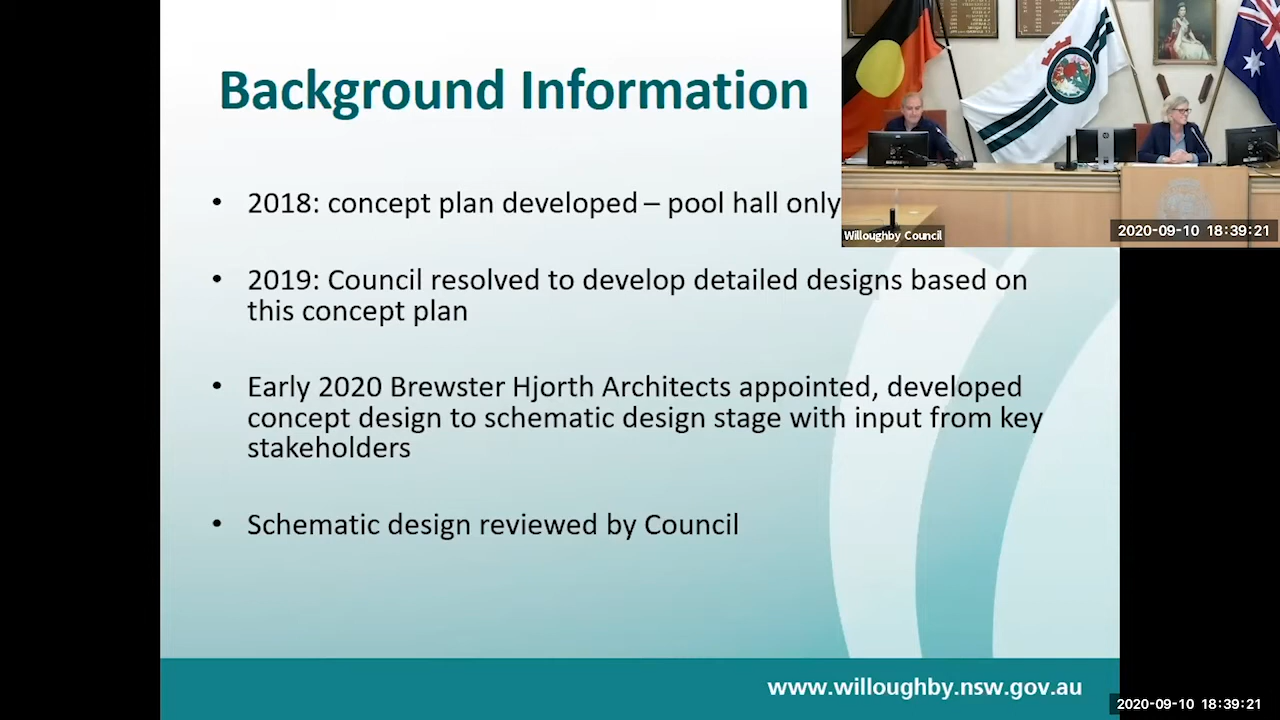 Background Information
• 2018: concept plan developed – pool hall only
Willoughby Council
2020-09-10 18:39:21
• 2019: Council resolved to develop detailed designs based on
this concept plan
• Early 2020 Brewster Hjorth Architects appointed, developed
concept design to schematic design stage with input from key
stakeholders
• Schematic design reviewed by Council
www.willoughby.nsw.gov.au
2020-09-10 18:39:21